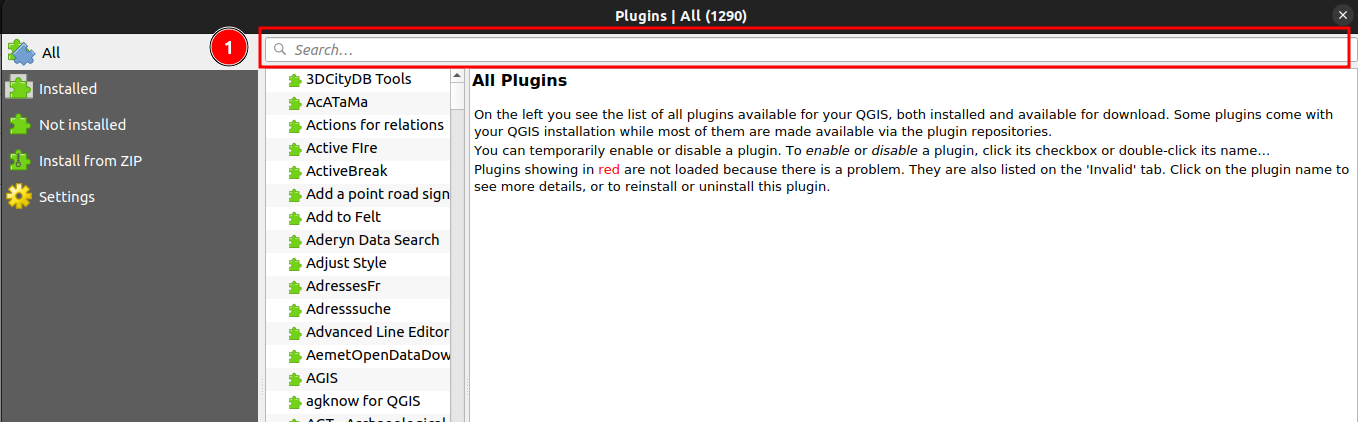 Plugins | All (1290)
1
Search…
All
Installed
Not installed
Install from ZIP
Settings
3DCityDB Tools
AcATaMa
Actions for relations
Active FIre
ActiveBreak
Add a point road sign
Add to Felt
Aderyn Data Search
Adjust Style
AdressesFr
Adresssuche
Advanced Line Editor
AemetOpenDataDow
AGIS
agknow for QGIS
All Plugins
On the left you see the list of all plugins available for your QGIS, both installed and available for download. Some plugins come with
your QGIS installation while most of them are made available via the plugin repositories.
You can temporarily enable or disable a plugin. To enable or disable a plugin, click its checkbox or double-click its name…
Plugins showing in red are not loaded because there is a problem. They are also listed on the 'Invalid' tab. Click on the plugin name to
see more details, or to reinstall or uninstall this plugin.